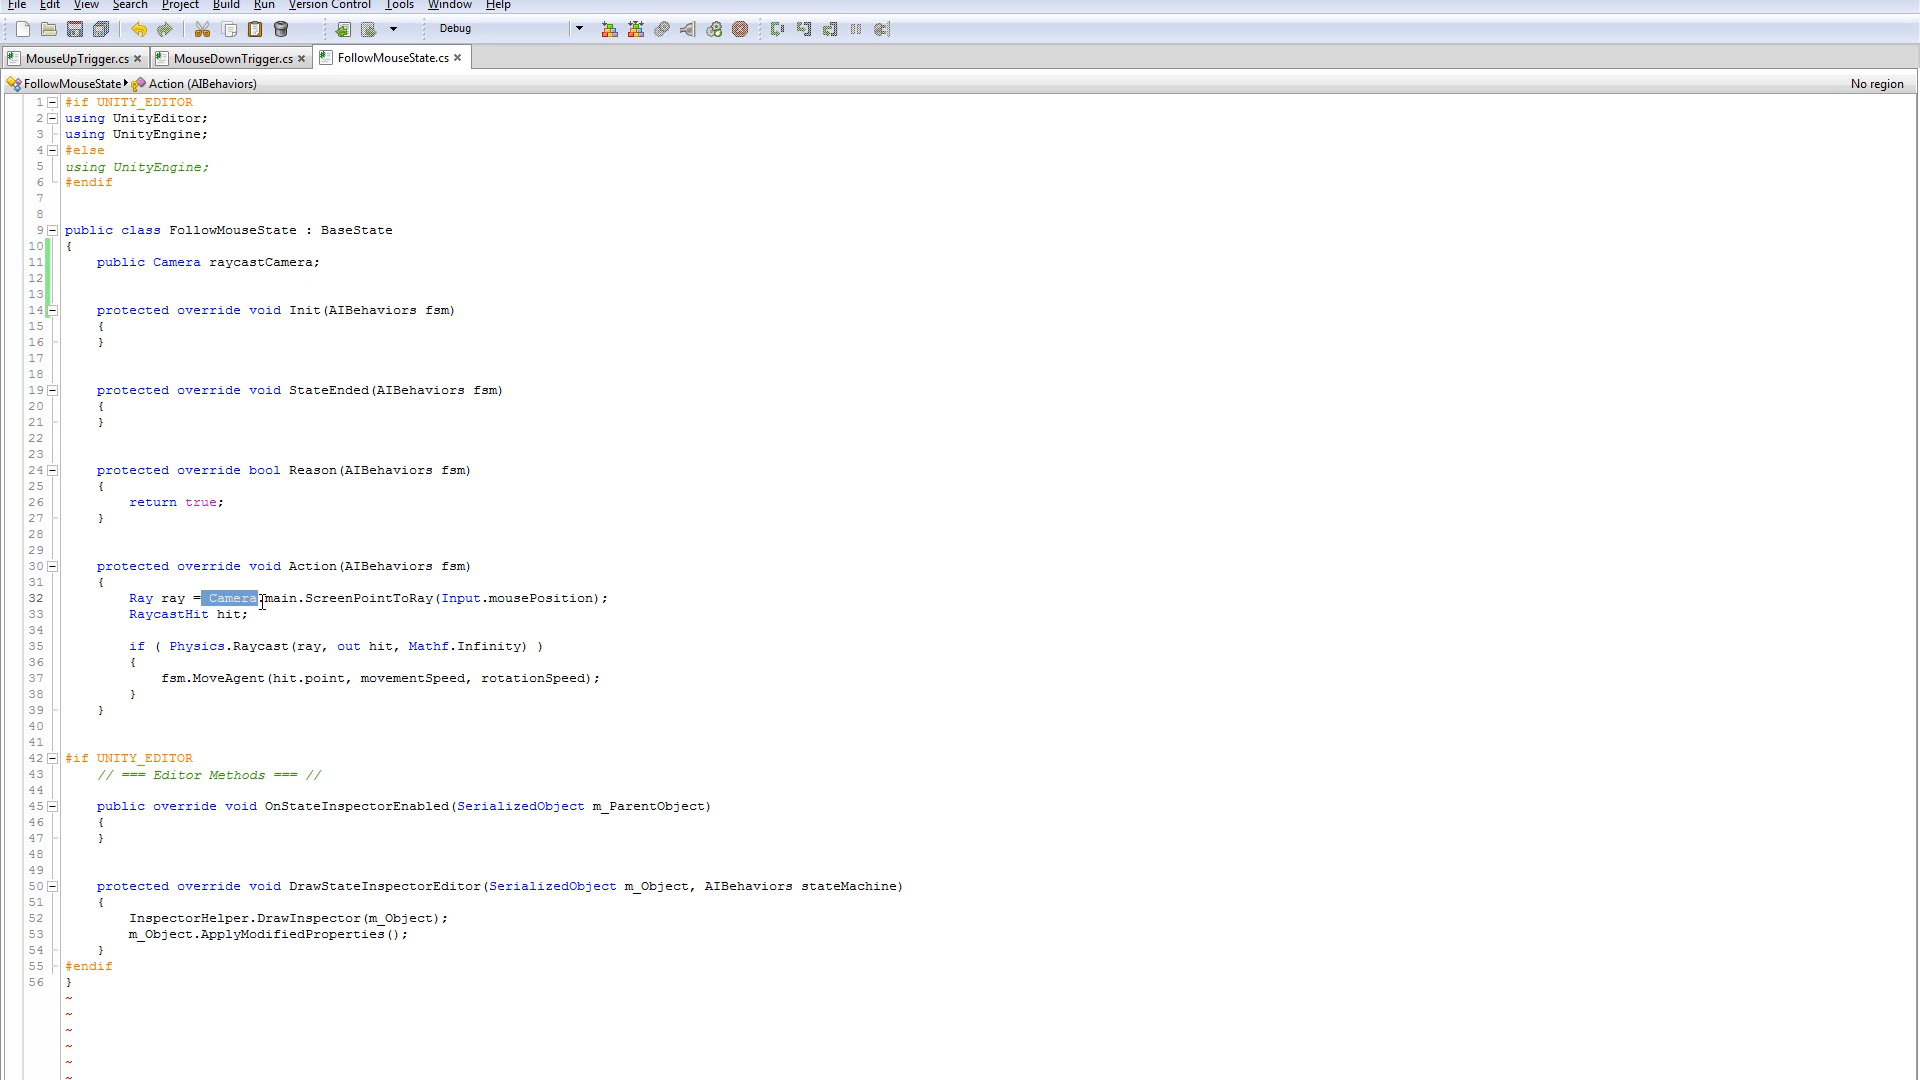 File Edit View Search Project Build Run Version Control Tools Window Help
Debug
MouseUpTrigger.cs MouseDownTrigger.cs FollowMouseState.cs
FollowMouseState Action (AIBehaviors) No region
1 #if UNITY_EDITOR
2 using UnityEditor;
3 using UnityEngine;
4 #else
5 using UnityEngine;
6 #endif
7
8
9 public class FollowMouseState : BaseState
10 {
11 public Camera raycastCamera;
12
13
14 protected override void Init(AIBehaviors fsm)
15 {
16 }
17
18
19 protected override void StateEnded(AIBehaviors fsm)
20 {
21 }
22
23
24 protected override bool Reason(AIBehaviors fsm)
25 {
26 return true;
27 }
28
29
30 protected override void Action(AIBehaviors fsm)
31 {
32 Ray ray = Camera.main.ScreenPointToRay(Input.mousePosition);
33 RaycastHit hit;
34
35 if ( Physics.Raycast(ray, out hit, Mathf.Infinity) )
36 {
37 fsm.MoveAgent(hit.point, movementSpeed, rotationSpeed);
38 }
39 }
40
41
42 #if UNITY_EDITOR
43 // === Editor Methods === //
44
45 public override void OnStateInspectorEnabled(SerializedObject m_ParentObject)
46 {
47 }
48
49
50 protected override void DrawStateInspectorEditor(SerializedObject m_Object, AIBehaviors stateMachine)
51 {
52 InspectorHelper.DrawInspector(m_Object);
53 m_Object.ApplyModifiedProperties();
54 }
55 #endif
56 }
~
~
~
~
~
~